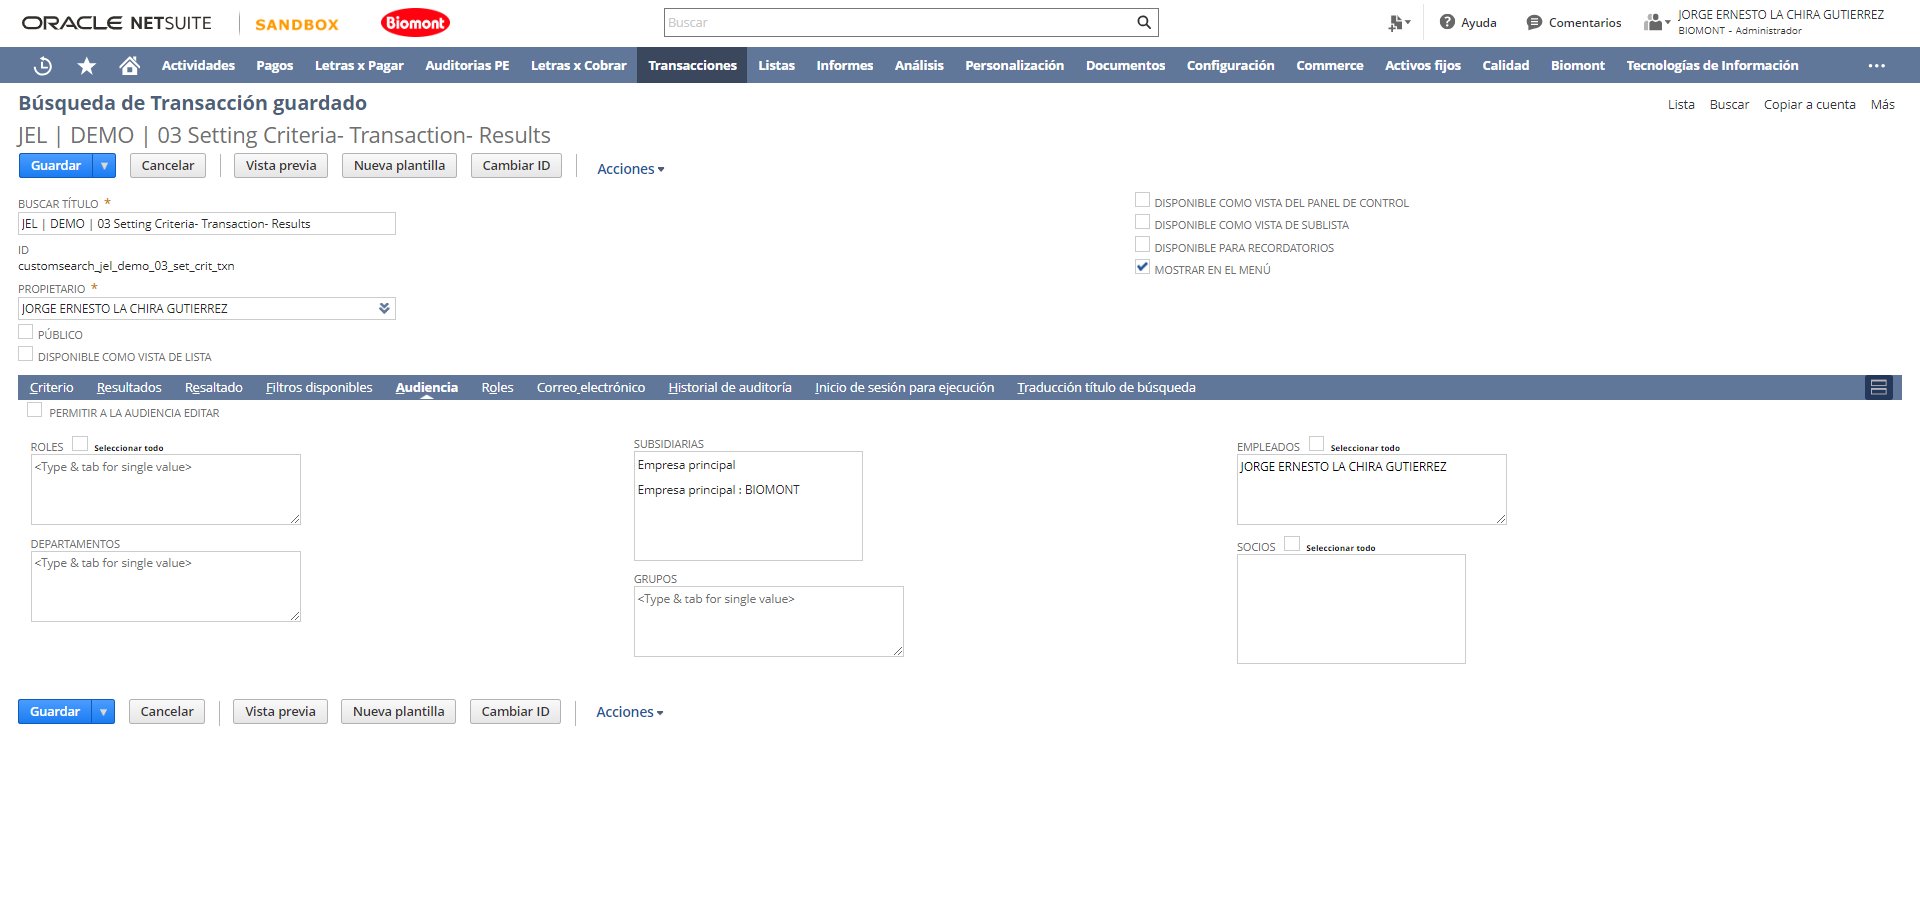 ORACLE NETSUITE SANDBOX Biomont Buscar Ayuda Comentarios JORGE ERNESTO LA CHIRA GUTIERREZ
BIOMONT - Administrador
Actividades Pagos Letras x Pagar Auditorias PE Letras x Cobrar Transacciones Listas Informes Análisis Personalización Documentos Configuración Commerce Activos fijos Calidad Biomont Tecnologías de Información
Búsqueda de Transacción guardado Lista Buscar Copiar a cuenta Más
JEL | DEMO | 03 Setting Criteria- Transaction- Results
Guardar Cancelar Vista previa Nueva plantilla Cambiar ID Acciones
BUSCAR TÍTULO * DISPONIBLE COMO VISTA DEL PANEL DE CONTROL
JEL | DEMO | 03 Setting Criteria- Transaction- Results DISPONIBLE COMO VISTA DE SUBLISTA
ID DISPONIBLE PARA RECORDATORIOS
customsearch_jel_demo_03_set_crit_txn MOSTRAR EN EL MENÚ
PROPIETARIO *
JORGE ERNESTO LA CHIRA GUTIERREZ
PÚBLICO
DISPONIBLE COMO VISTA DE LISTA
Criterio Resultados Resaltado Filtros disponibles Audiencia Roles Correo electrónico Historial de auditoría Inicio de sesión para ejecución Traducción título de búsqueda
PERMITIR A LA AUDIENCIA EDITAR
ROLES Seleccionar todo SUBSIDIARIAS EMPLEADOS Seleccionar todo
<Type & tab for single value> Empresa principal JORGE ERNESTO LA CHIRA GUTIERREZ
Empresa principal : BIOMONT
DEPARTAMENTOS SOCIOS Seleccionar todo
<Type & tab for single value>
GRUPOS
<Type & tab for single value>
Guardar Cancelar Vista previa Nueva plantilla Cambiar ID Acciones